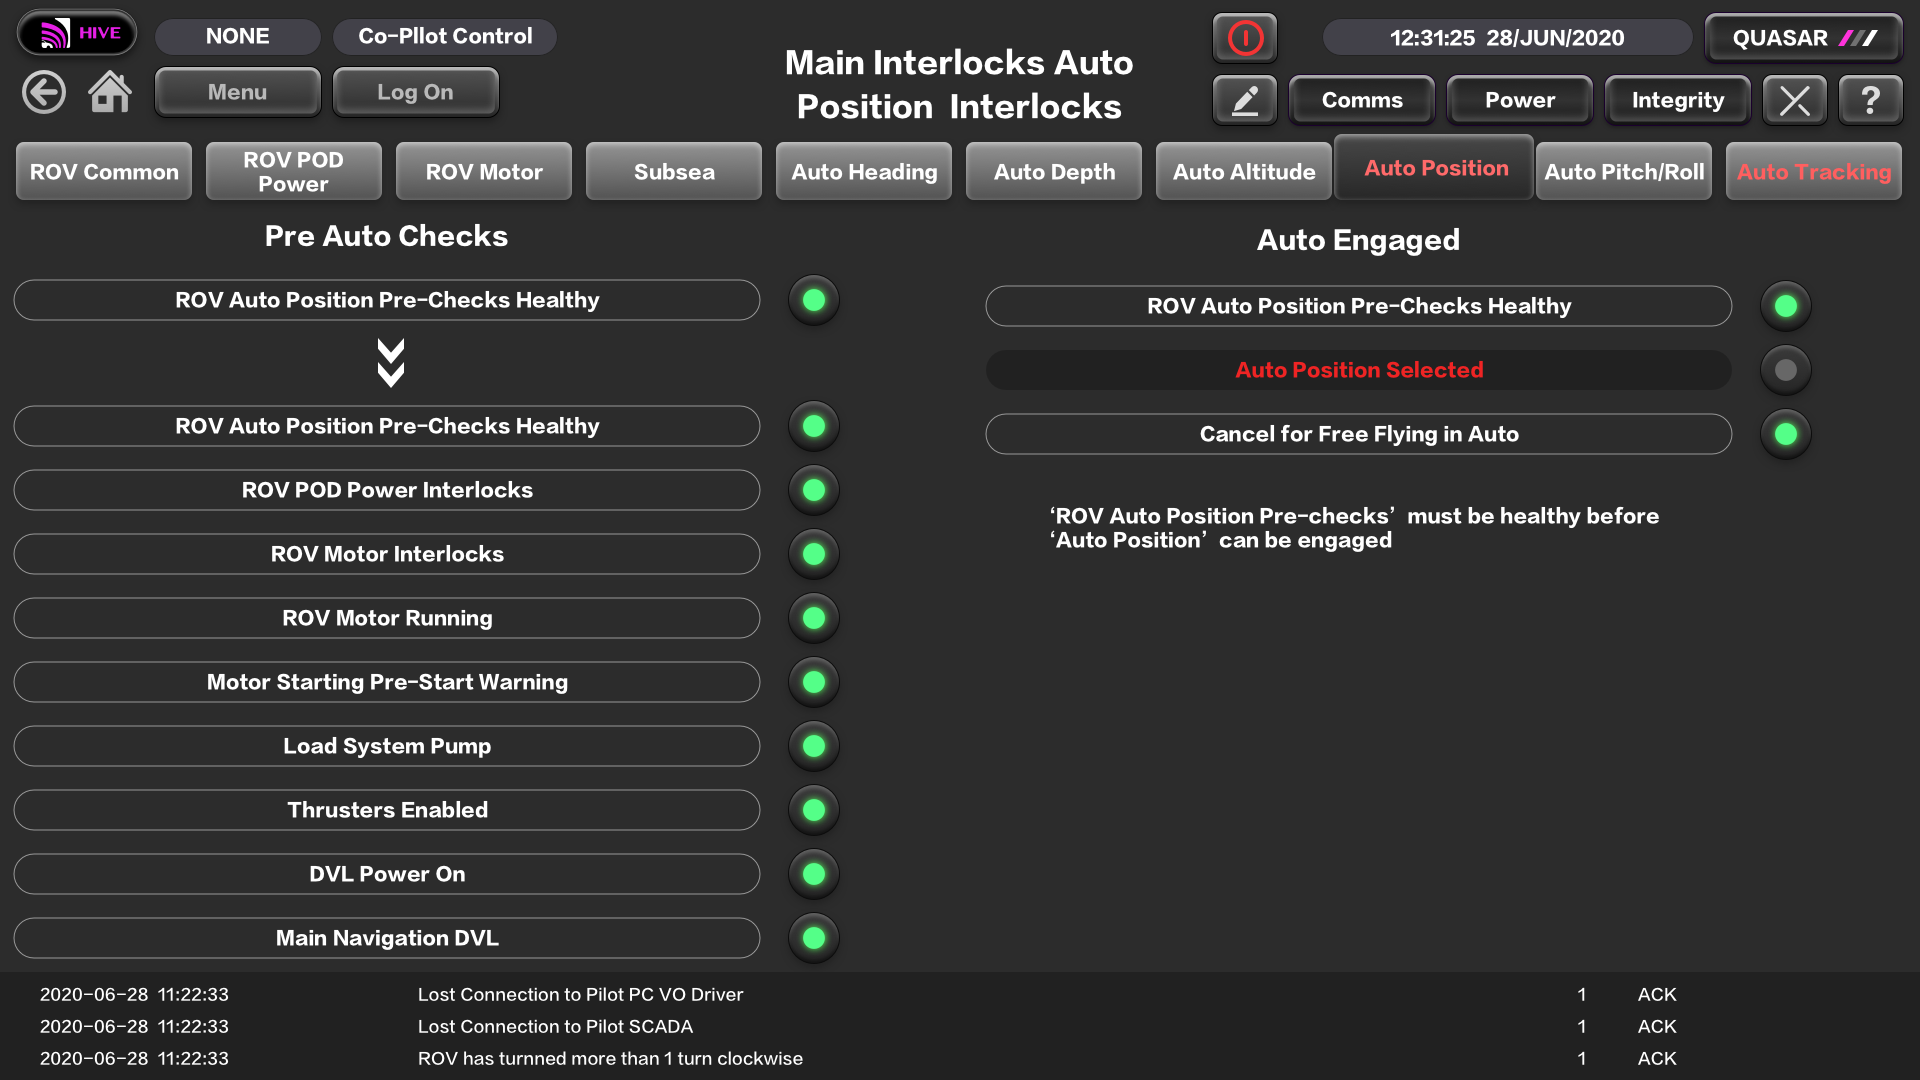 HIVE
NONE
Co-PIlot Control
12:31:25 28/JUN/2020
QUASAR
Menu
Log On
Main Interlocks Auto
Position Interlocks
Comms
Power
Integrity
?
ROV Common
ROV POD
Power
ROV Motor
Subsea
Auto Heading
Auto Depth
Auto Altitude
Auto Position
Auto Pitch/Roll
Auto Tracking
Pre Auto Checks
ROV Auto Position Pre-Checks Healthy
ROV Auto Position Pre-Checks Healthy
ROV POD Power Interlocks
ROV Motor Interlocks
ROV Motor Running
Motor Starting Pre-Start Warning
Load System Pump
Thrusters Enabled
DVL Power On
Main Navigation DVL
Auto Engaged
ROV Auto Position Pre-Checks Healthy
Auto Position Selected
Cancel for Free Flying in Auto
‘ROV Auto Position Pre-checks’ must be healthy before
‘Auto Position’ can be engaged
2020-06-28 11:22:33 Lost Connection to Pilot PC VO Driver 1 ACK
2020-06-28 11:22:33 Lost Connection to Pilot SCADA 1 ACK
2020-06-28 11:22:33 ROV has turnned more than 1 turn clockwise 1 ACK